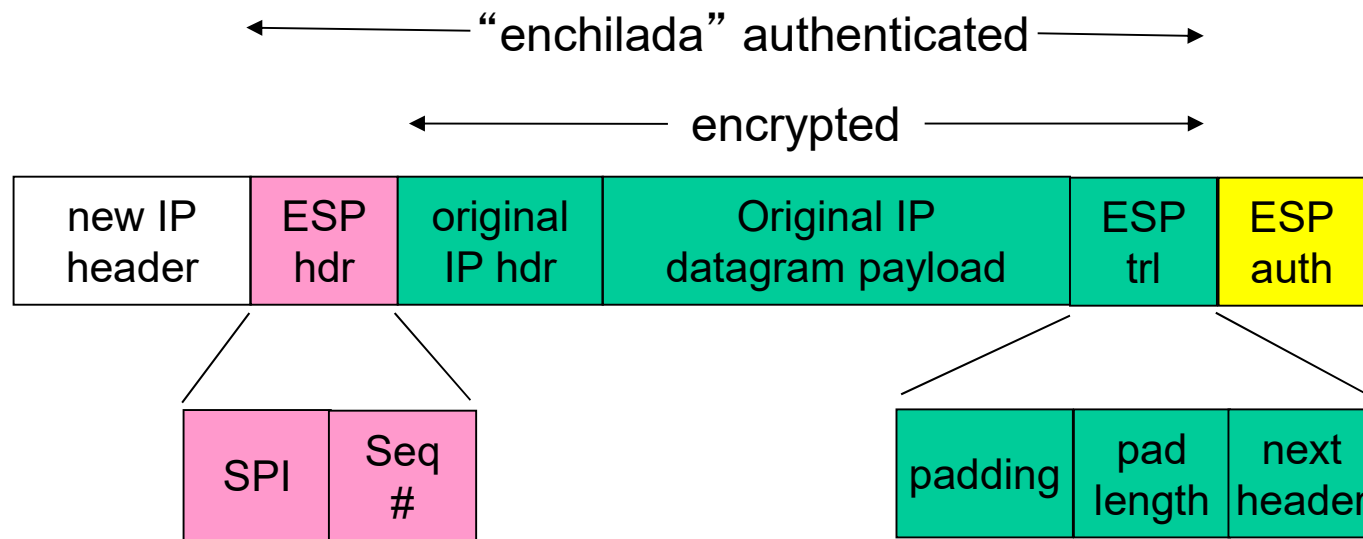 “enchilada” authenticated
encrypted
new IP
header
ESP
hdr
original
IP hdr
Original IP
datagram payload
ESP
trl
ESP
auth
SPI
Seq
#
padding
pad
length
next
header